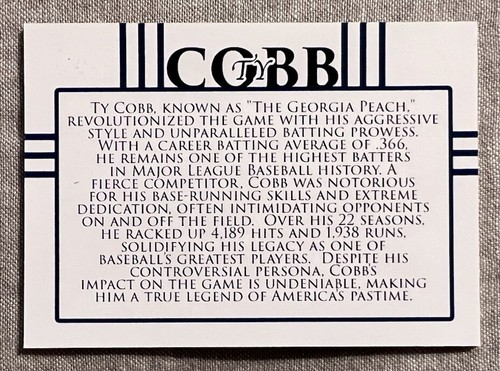 TY COBB
TY COBB, KNOWN AS "THE GEORGIA PEACH,"
REVOLUTIONIZED THE GAME WITH HIS AGGRESSIVE
STYLE AND UNPARALLELED BATTING PROWESS.
WITH A CAREER BATTING AVERAGE OF .366,
HE REMAINS ONE OF THE HIGHEST BATTERS
IN MAJOR LEAGUE BASEBALL HISTORY. A
FIERCE COMPETITOR, COBB WAS NOTORIOUS
FOR HIS BASE-RUNNING SKILLS AND EXTREME
DEDICATION, OFTEN INTIMIDATING OPPONENTS
ON AND OFF THE FIELD. OVER HIS 22 SEASONS,
HE RACKED UP 4,189 HITS AND 1,938 RUNS,
SOLIDIFYING HIS LEGACY AS ONE OF
BASEBALL'S GREATEST PLAYERS. DESPITE HIS
CONTROVERSIAL PERSONA, COBB'S
IMPACT ON THE GAME IS UNDENIABLE, MAKING
HIM A TRUE LEGEND OF AMERICA'S PASTIME.